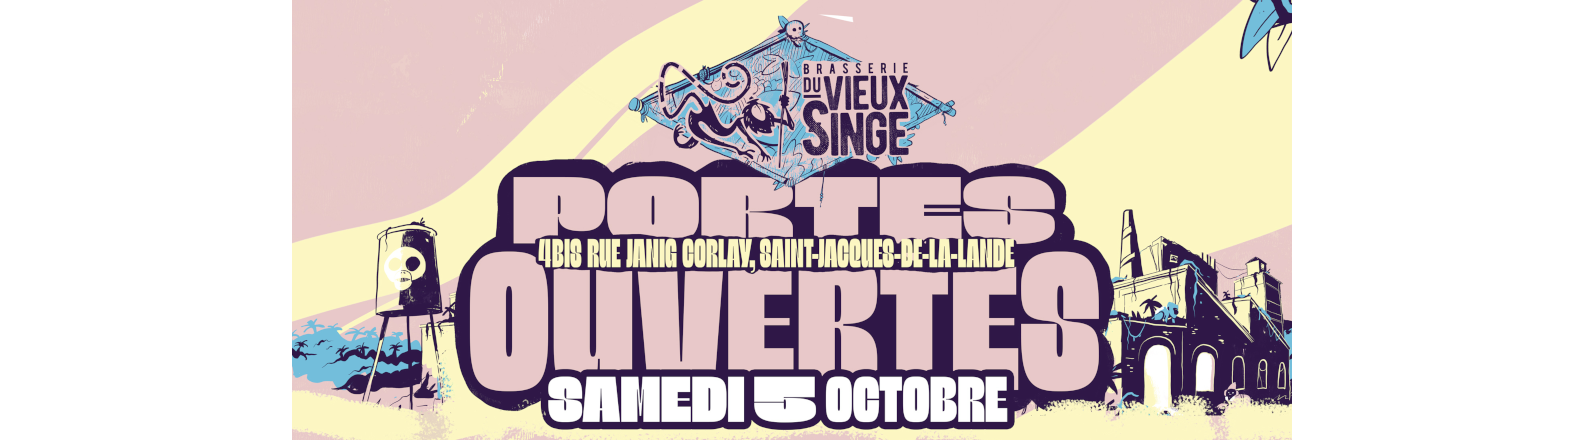 BRASSERIE
DU VIEUX
SINGE
PORTES
4BIS RUE JANIG CORLAY, SAINT-JACQUES-DE-LA-LANDE
OUVERTES
SAMEDI 5 OCTOBRE